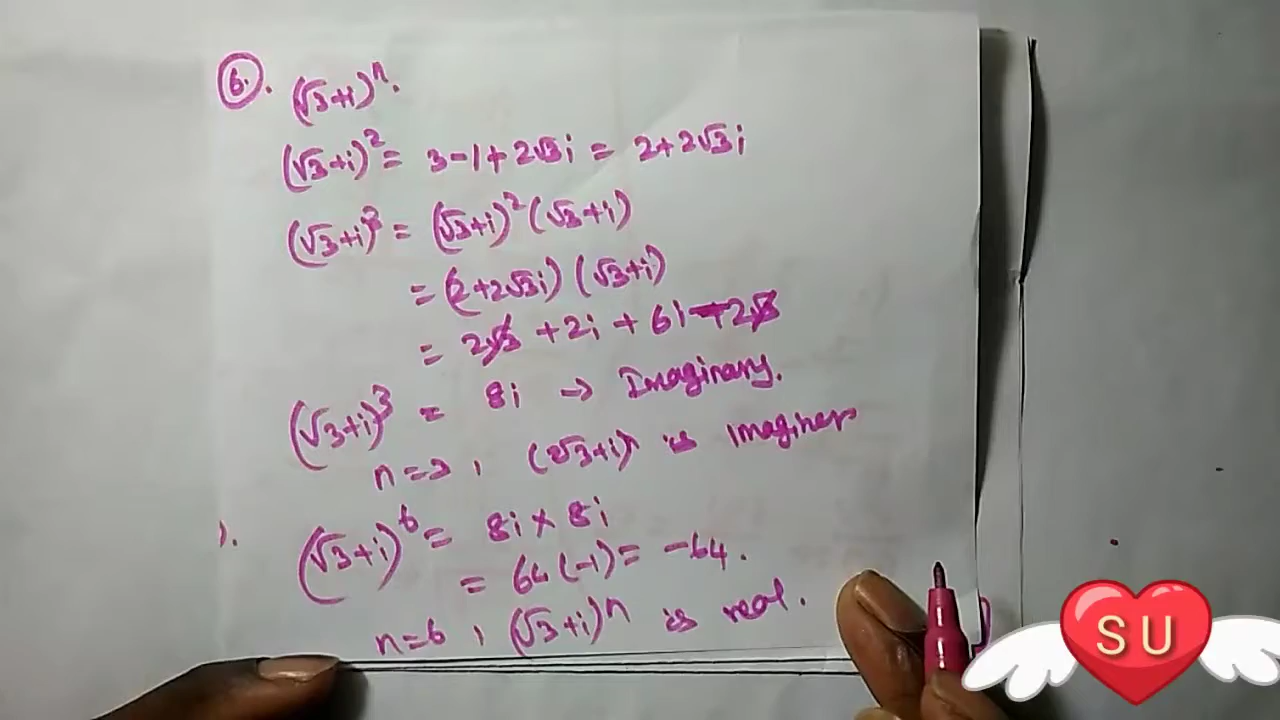 6. (√3+i)ⁿ.
(√3+i)² = 3-1+2√3i = 2+2√3i
(√3+i)³ = (√3+i)²(√3+i)
= (2+2√3i)(√3+i)
= 2√3 +2i + 6i -2√3
(√3+i)³ = 8i → Imaginary.
n=3, (√3+i)ⁿ is imaginary
). (√3+i)⁶ = 8i × 8i
= 64(-1) = -64.
n=6, (√3+i)ⁿ is real.
SU